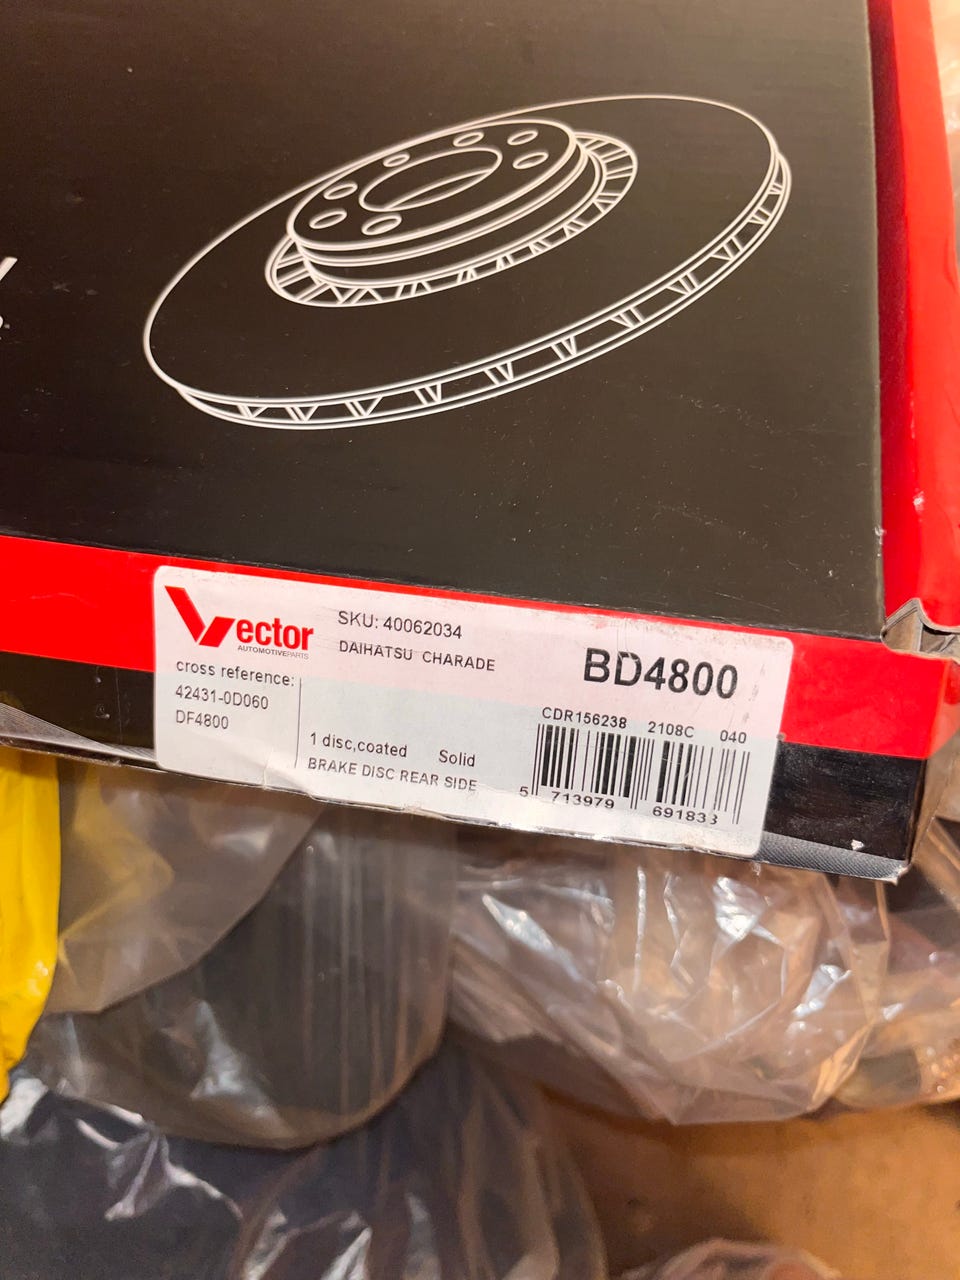 Vector
AUTOMOTIVEPARTS
SKU: 40062034
DAIHATSU CHARADE
BD4800
cross reference:
42431-0D060
DF4800
1 disc,coated Solid
BRAKE DISC REAR SIDE
CDR156238 2108C 040
5 713979 691833